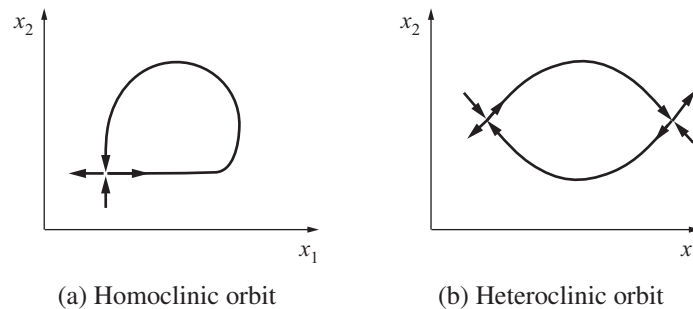 x₂
x₁
(a) Homoclinic orbit
x₂
x
(b) Heteroclinic orbit